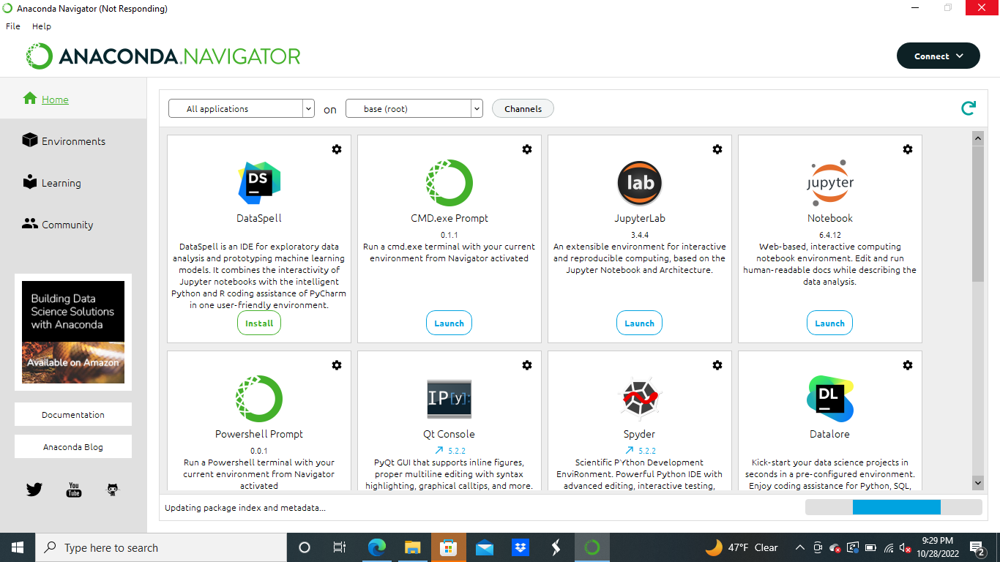 Anaconda Navigator (Not Responding)
File Help
ANACONDA.NAVIGATOR
Connect
Home
Environments
Learning
Community
Building Data
Science Solutions
with Anaconda
Available on Amazon
Documentation
Anaconda Blog
You
Tube
All applications on base (root) Channels
DS
DataSpell
DataSpell is an IDE for exploratory data
analysis and prototyping machine learning
models. It combines the interactivity of
Jupyter notebooks with the intelligent
Python and R coding assistance of PyCharm
in one user-friendly environment.
Install
CMD.exe Prompt
0.1.1
Run a cmd.exe terminal with your current
environment from Navigator activated
Launch
lab
JupyterLab
3.4.4
An extensible environment for interactive
and reproducible computing, based on the
Jupyter Notebook and Architecture.
Launch
jupyter
Notebook
6.4.12
Web-based, interactive computing
notebook environment. Edit and run
human-readable docs while describing the
data analysis.
Launch
Powershell Prompt
0.0.1
Run a Powershell terminal with your
current environment from Navigator
activated
IP[y]:
Qt Console
5.2.2
PyQt GUI that supports inline figures,
proper multiline editing with syntax
highlighting, graphical calltips, and more.
Spyder
5.2.2
Scientific PYthon Development
EnviRonment. Powerful Python IDE with
advanced editing, interactive testing,
DL
Datalore
Kick-start your data science projects in
seconds in a pre-configured environment.
Enjoy coding assistance for Python, SQL,
Updating package index and metadata...
Type here to search
47°F Clear
9:29 PM
10/28/2022
2